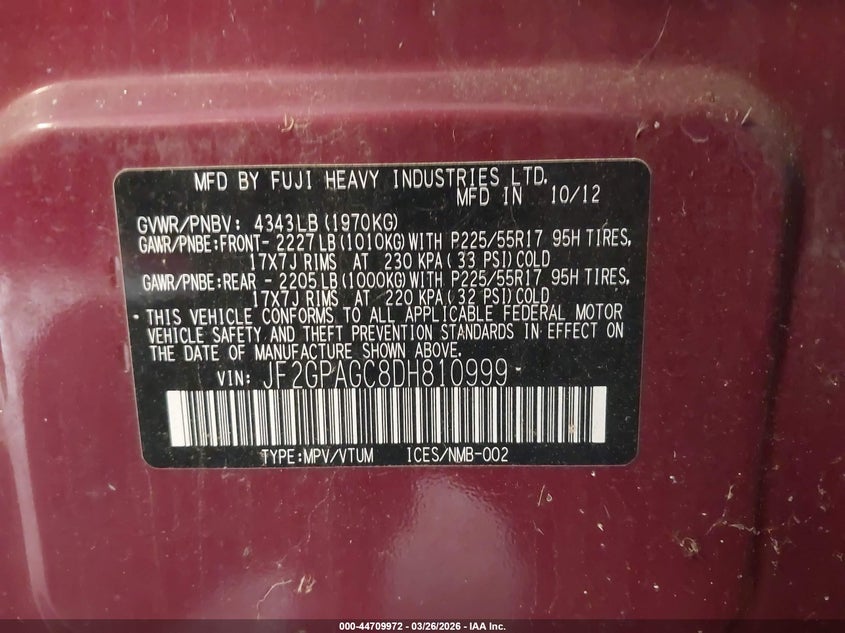 MFD BY FUJI HEAVY INDUSTRIES LTD.
MFD IN 10/12
GVWR/PNBV: 4343LB (1970KG)
GAWR/PNBE:FRONT- 2227LB (1010KG) WITH P225/55R17 95H TIRES,
17X7J RIMS AT 230 KPA ( 33 PSI) COLD
GAWR/PNBE:REAR - 2205LB (1000KG) WITH P225/55R17 95H TIRES,
17X7J RIMS AT 220 KPA ( 32 PSI) COLD
• THIS VEHICLE CONFORMS TO ALL APPLICABLE FEDERAL MOTOR
VEHICLE SAFETY AND THEFT PREVENTION STANDARDS IN EFFECT ON
THE DATE OF MANUFACTURE SHOWN ABOVE.
VIN: JF2GPAGC8DH810999
TYPE:MPV/VTUM ICES/NMB-002
000-44709972 - 03/26/2026 - IAA Inc.